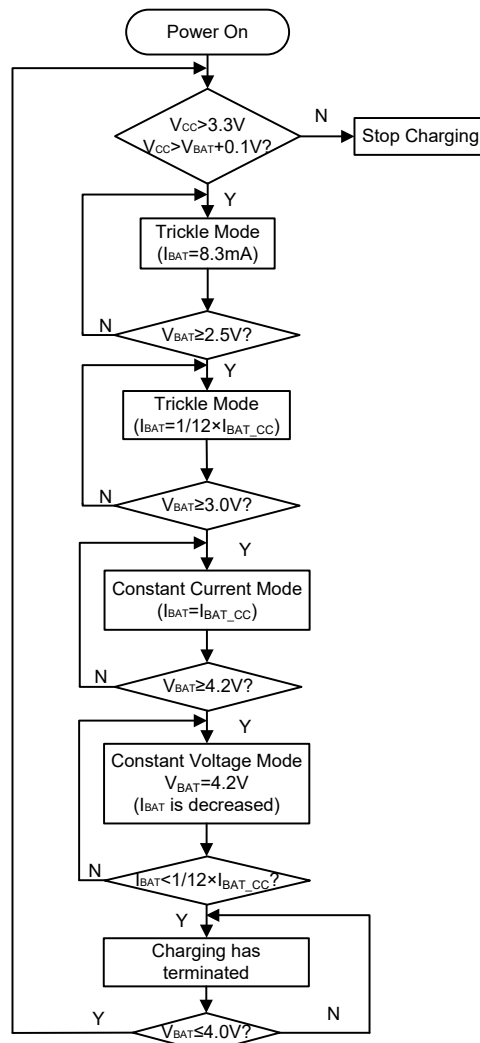 Power On
VCC>3.3V
VCC>VBAT+0.1V?
N
Stop Charging
Y
Trickle Mode
(IBAT=8.3mA)
N
VBAT≥2.5V?
Y
Trickle Mode
(IBAT=1/12×IBAT_CC)
N
VBAT≥3.0V?
Y
Constant Current Mode
(IBAT=IBAT_CC)
N
VBAT≥4.2V?
Y
Constant Voltage Mode
VBAT=4.2V
(IBAT is decreased)
N
IBAT<1/12×IBAT_CC?
Y
Charging has
terminated
Y
N
VBAT≤4.0V?